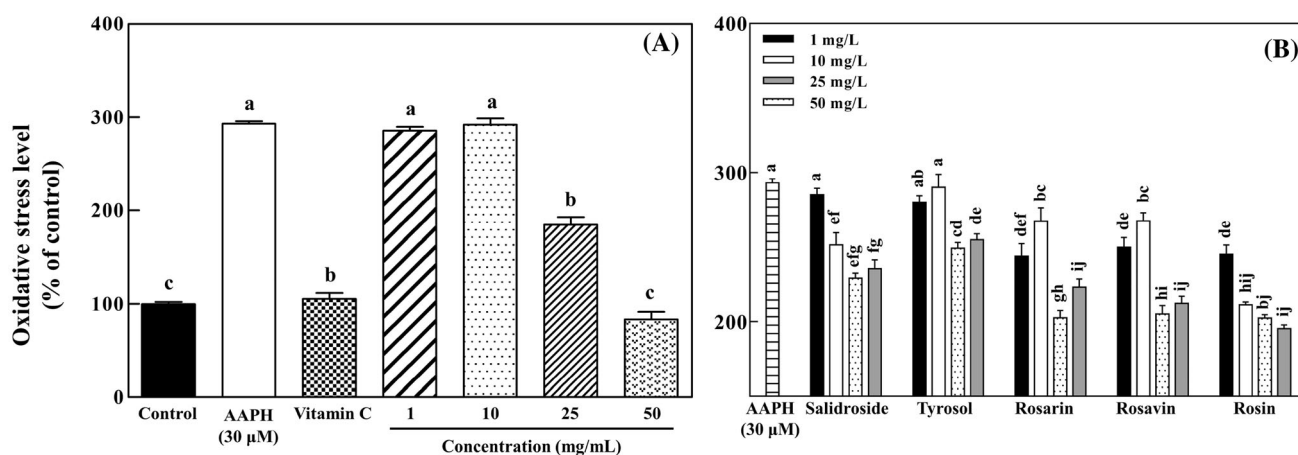 (A)
Oxidative stress level
(% of control)
400
300
200
100
0
c
a
b
a
a
b
c
Control
AAPH
(30 µM)
Vitamin C
1
10
25
50
Concentration (mg/mL)
(B)
400
300
200
1 mg/L
10 mg/L
25 mg/L
50 mg/L
a
a
ef
efg
fg
ab
a
cd
de
def
bc
gh
ij
de
bc
hi
ij
de
hij
bj
ij
AAPH
(30 µM)
Salidroside
Tyrosol
Rosarin
Rosavin
Rosin